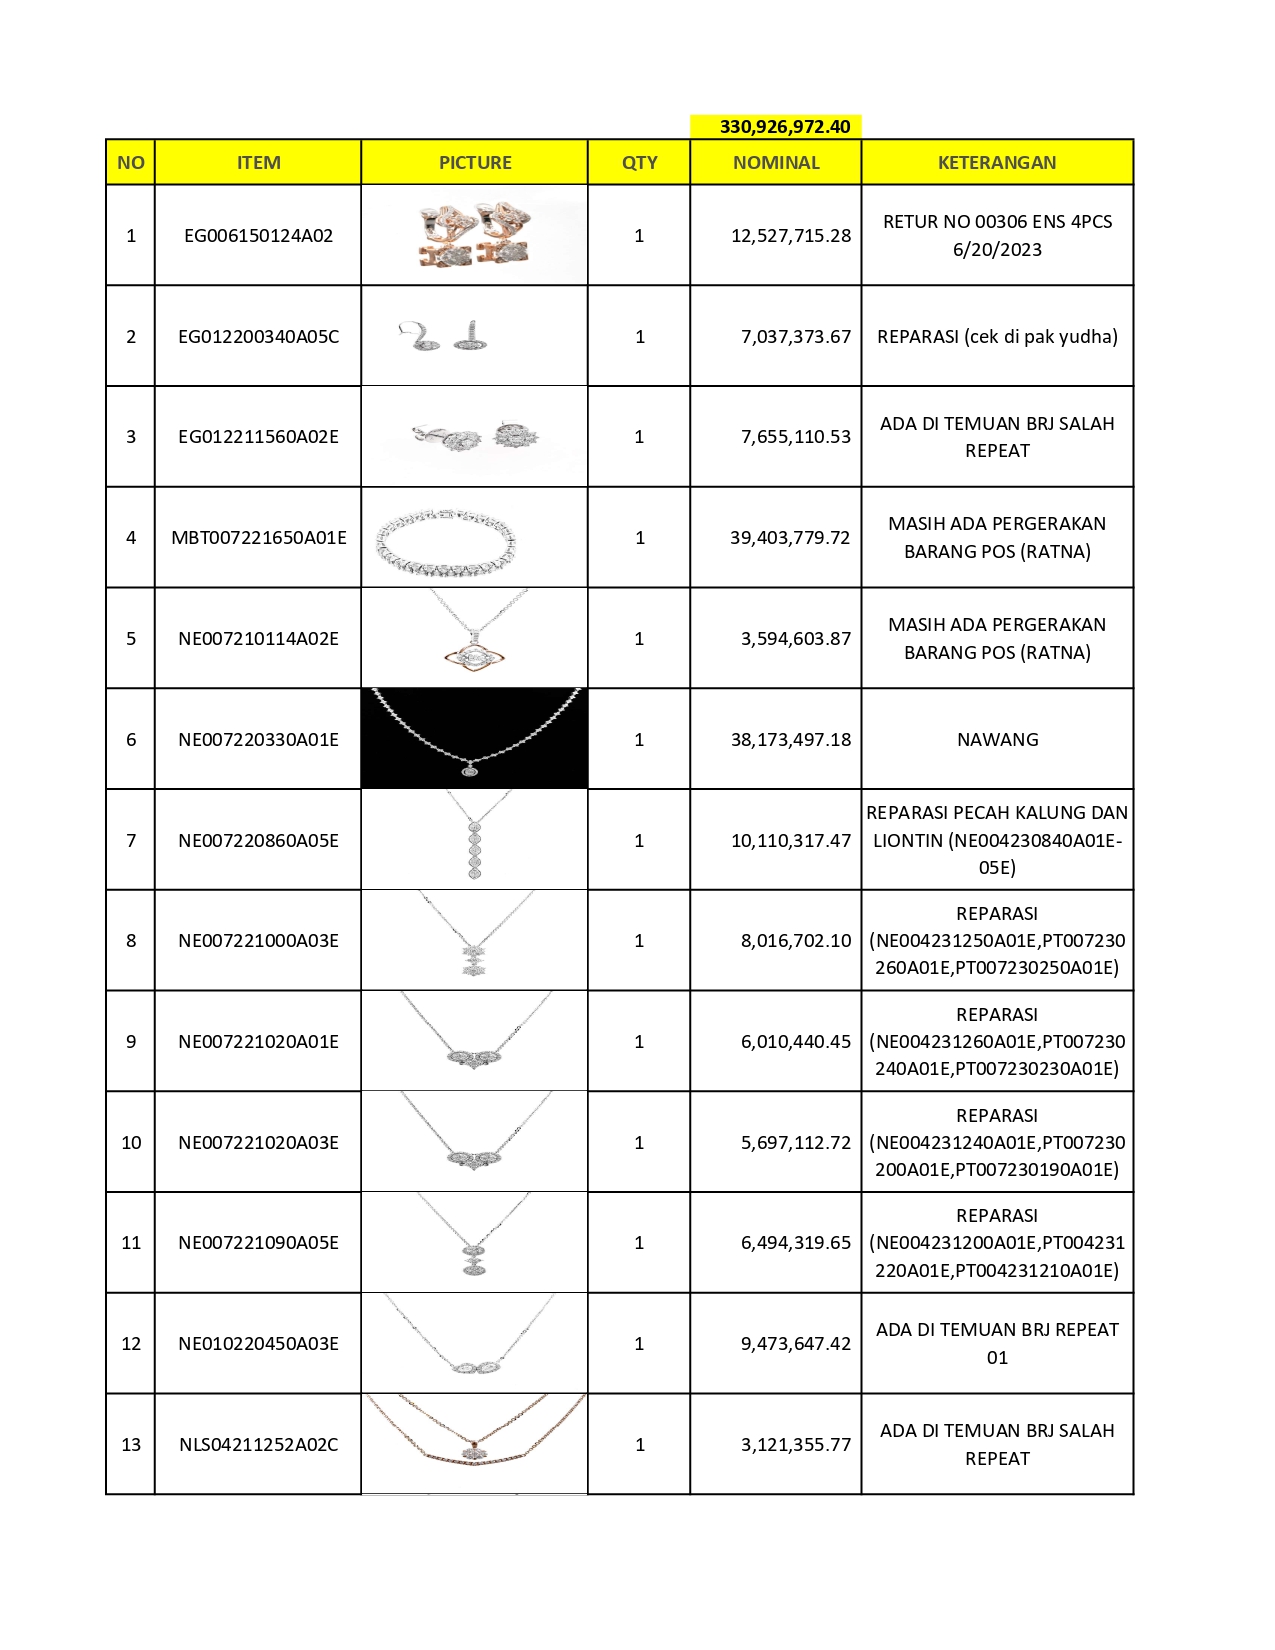 330,926,972.40
NO ITEM PICTURE QTY NOMINAL KETERANGAN
1 EG006150124A02 1 12,527,715.28 RETUR NO 00306 ENS 4PCS
6/20/2023
2 EG012200340A05C 1 7,037,373.67 REPARASI (cek di pak yudha)
3 EG012211560A02E 1 7,655,110.53 ADA DI TEMUAN BRJ SALAH
REPEAT
4 MBT007221650A01E 1 39,403,779.72 MASIH ADA PERGERAKAN
BARANG POS (RATNA)
5 NE007210114A02E 1 3,594,603.87 MASIH ADA PERGERAKAN
BARANG POS (RATNA)
6 NE007220330A01E 1 38,173,497.18 NAWANG
7 NE007220860A05E 1 10,110,317.47 REPARASI PECAH KALUNG DAN
LIONTIN (NE004230840A01E-
05E)
8 NE007221000A03E 1 8,016,702.10 REPARASI
(NE004231250A01E,PT007230
260A01E,PT007230250A01E)
9 NE007221020A01E 1 6,010,440.45 REPARASI
(NE004231260A01E,PT007230
240A01E,PT007230230A01E)
10 NE007221020A03E 1 5,697,112.72 REPARASI
(NE004231240A01E,PT007230
200A01E,PT007230190A01E)
11 NE007221090A05E 1 6,494,319.65 REPARASI
(NE004231200A01E,PT004231
220A01E,PT004231210A01E)
12 NE010220450A03E 1 9,473,647.42 ADA DI TEMUAN BRJ REPEAT
01
13 NLS04211252A02C 1 3,121,355.77 ADA DI TEMUAN BRJ SALAH
REPEAT